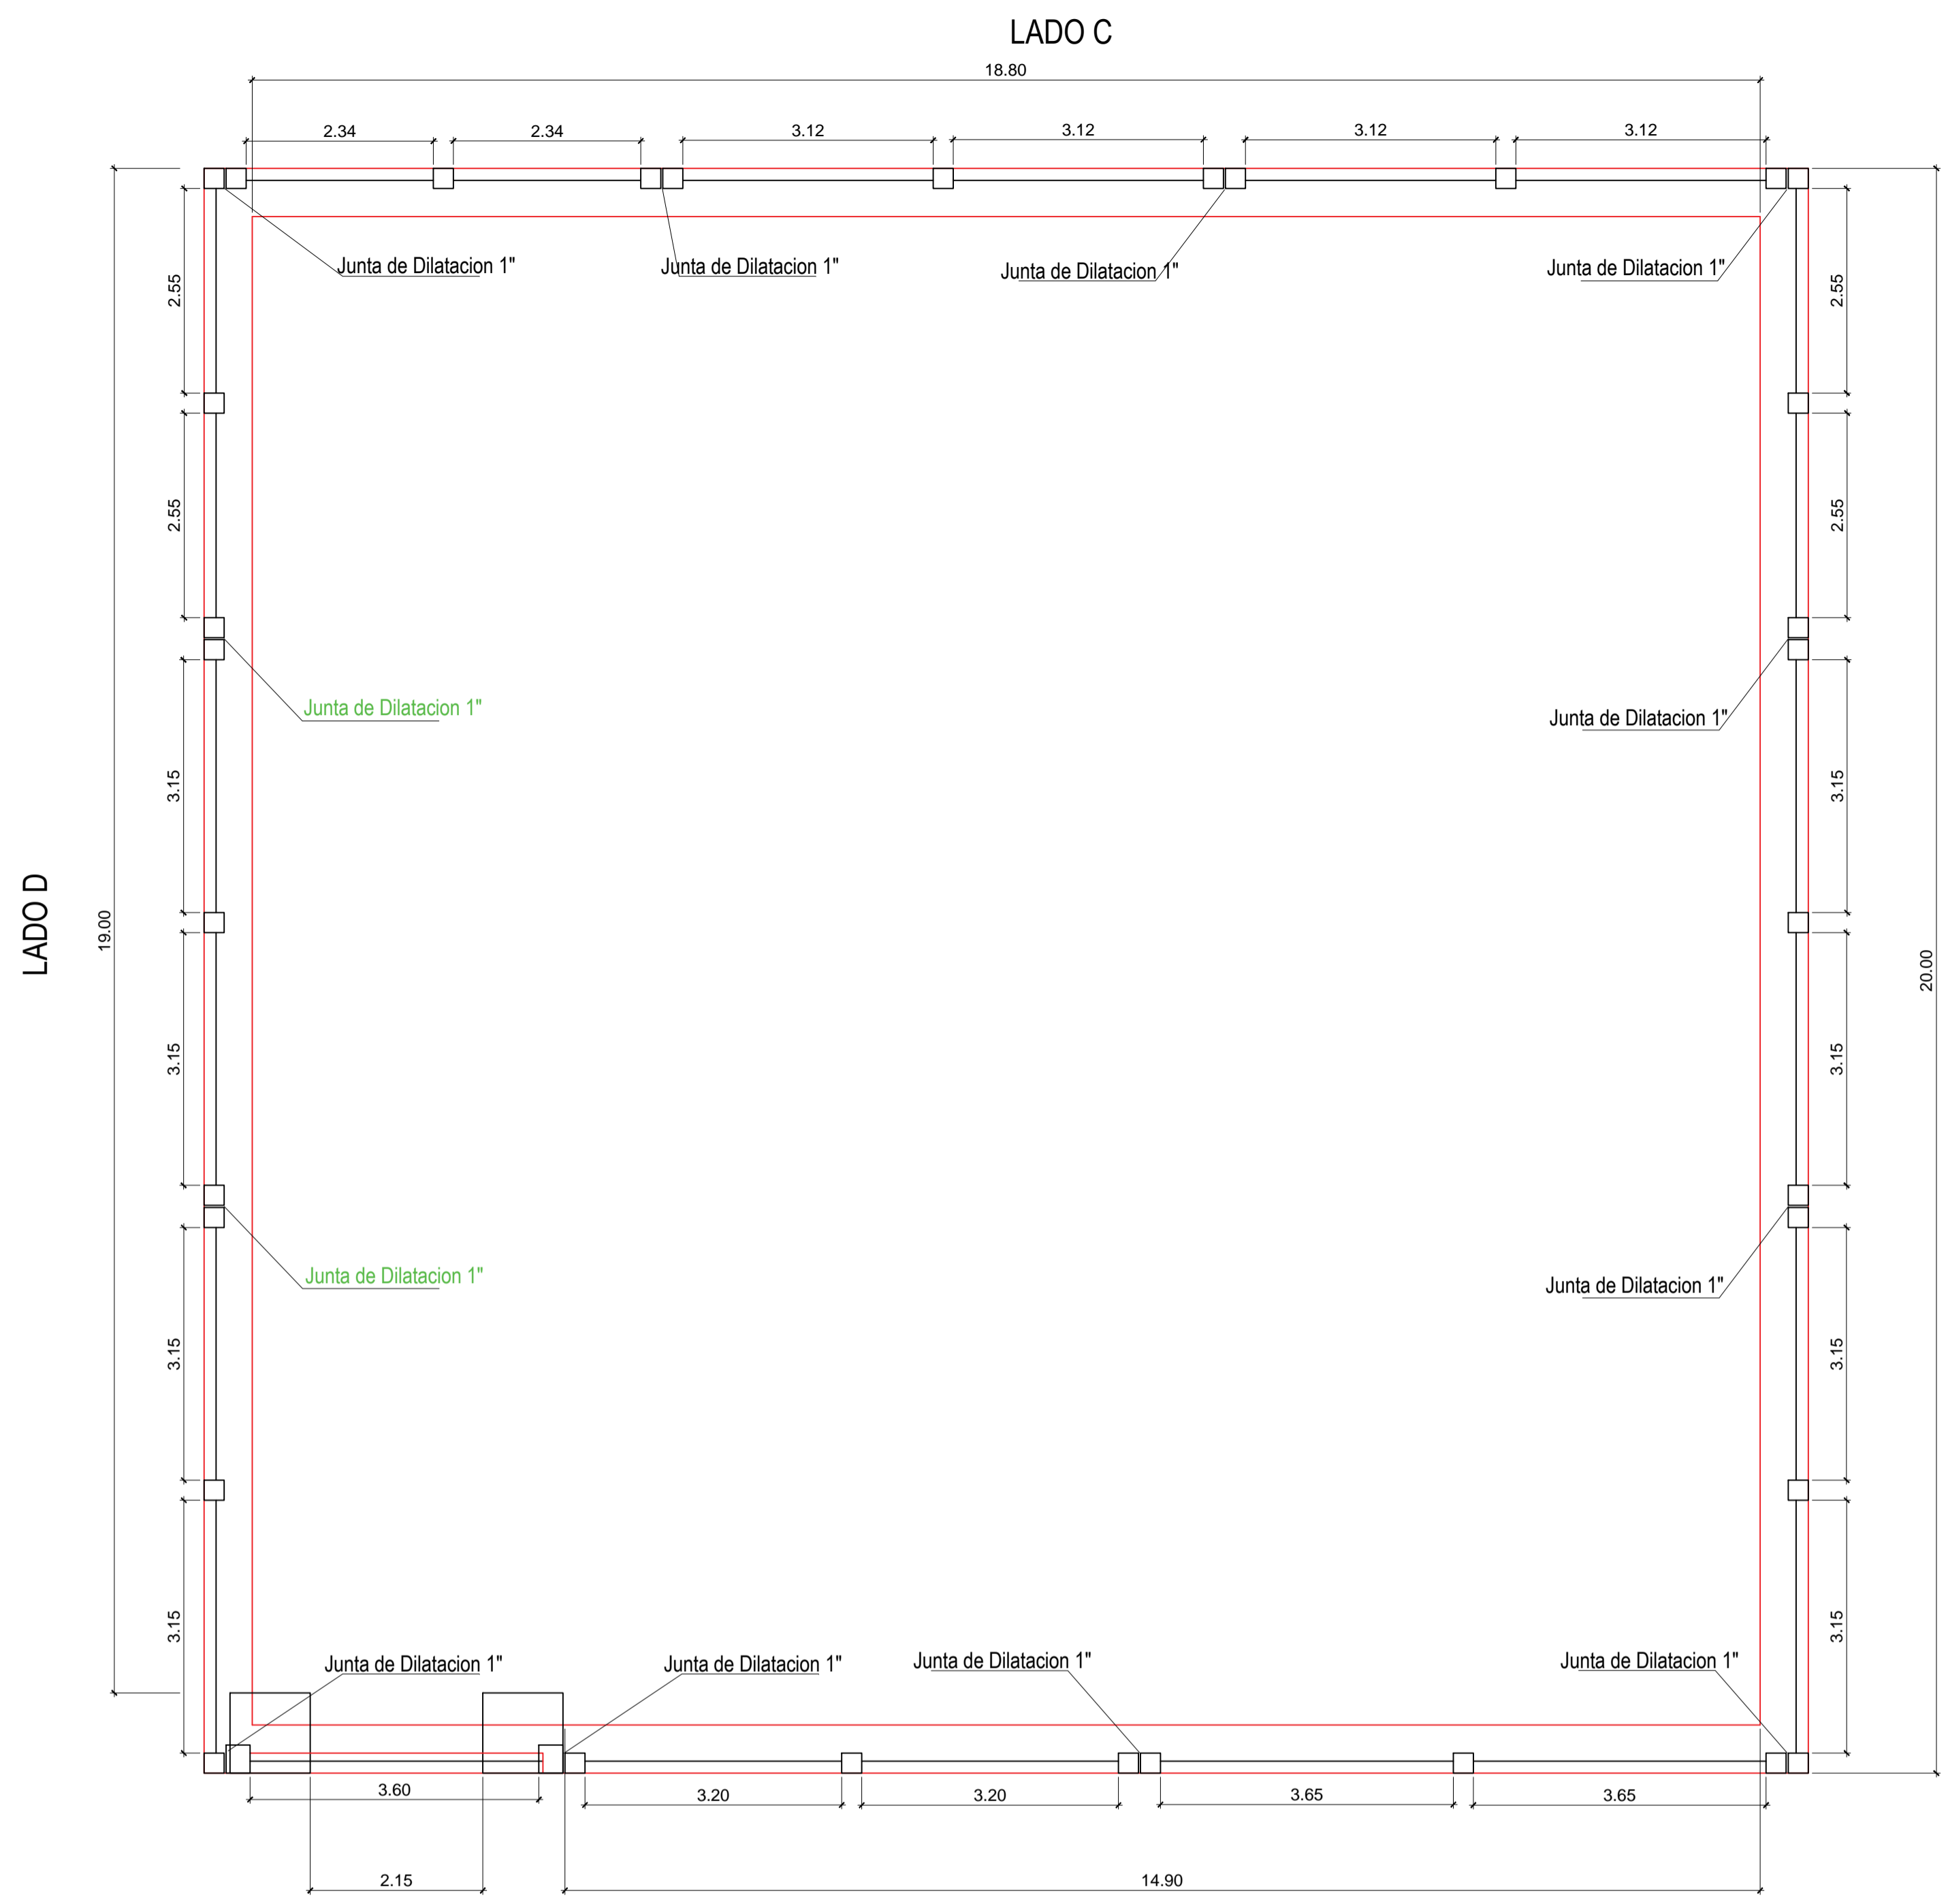 LADO C
18.80
2.34
2.34
3.12
3.12
3.12
3.12
Junta de Dilatacion 1"
Junta de Dilatacion 1"
Junta de Dilatacion 1"
Junta de Dilatacion 1"
2.55
2.55
2.55
2.55
Junta de Dilatacion 1"
Junta de Dilatacion 1"
3.15
3.15
LADO D
19.00
20.00
3.15
3.15
Junta de Dilatacion 1"
Junta de Dilatacion 1"
3.15
3.15
3.15
3.15
Junta de Dilatacion 1"
Junta de Dilatacion 1"
Junta de Dilatacion 1"
Junta de Dilatacion 1"
3.60
3.20
3.20
3.65
3.65
2.15
14.90